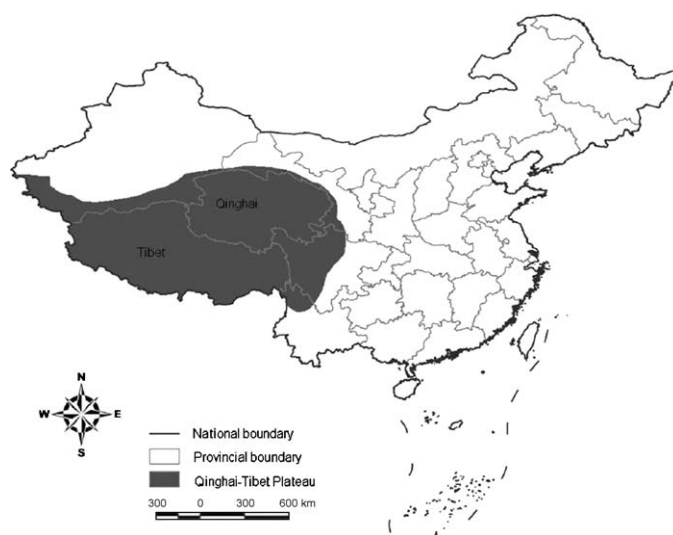 Qinghai
Tibet
N
W E
S
National boundary
Provincial boundary
Qinghai-Tibet Plateau
300 0 300 600 km